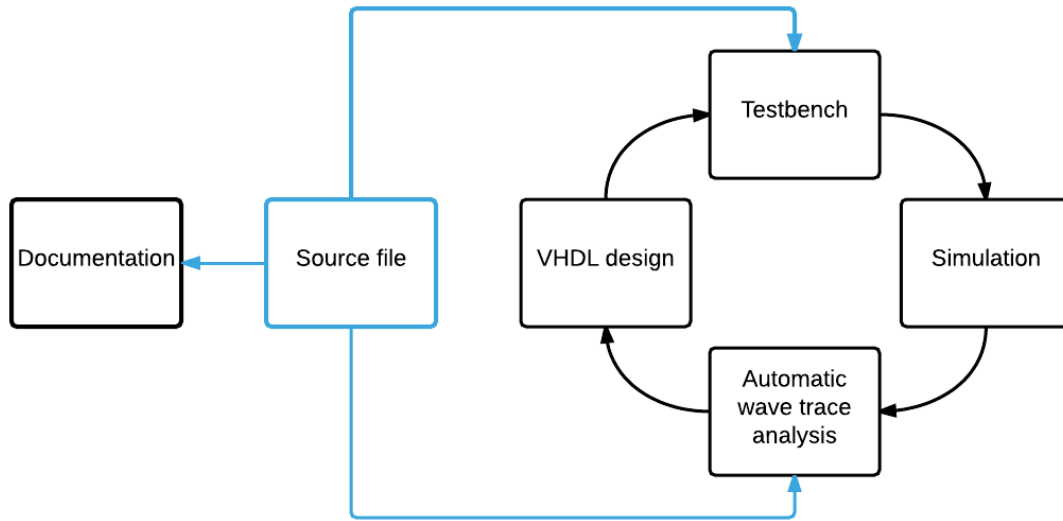 Testbench
Documentation
Source file
VHDL design
Simulation
Automatic
wave trace
analysis